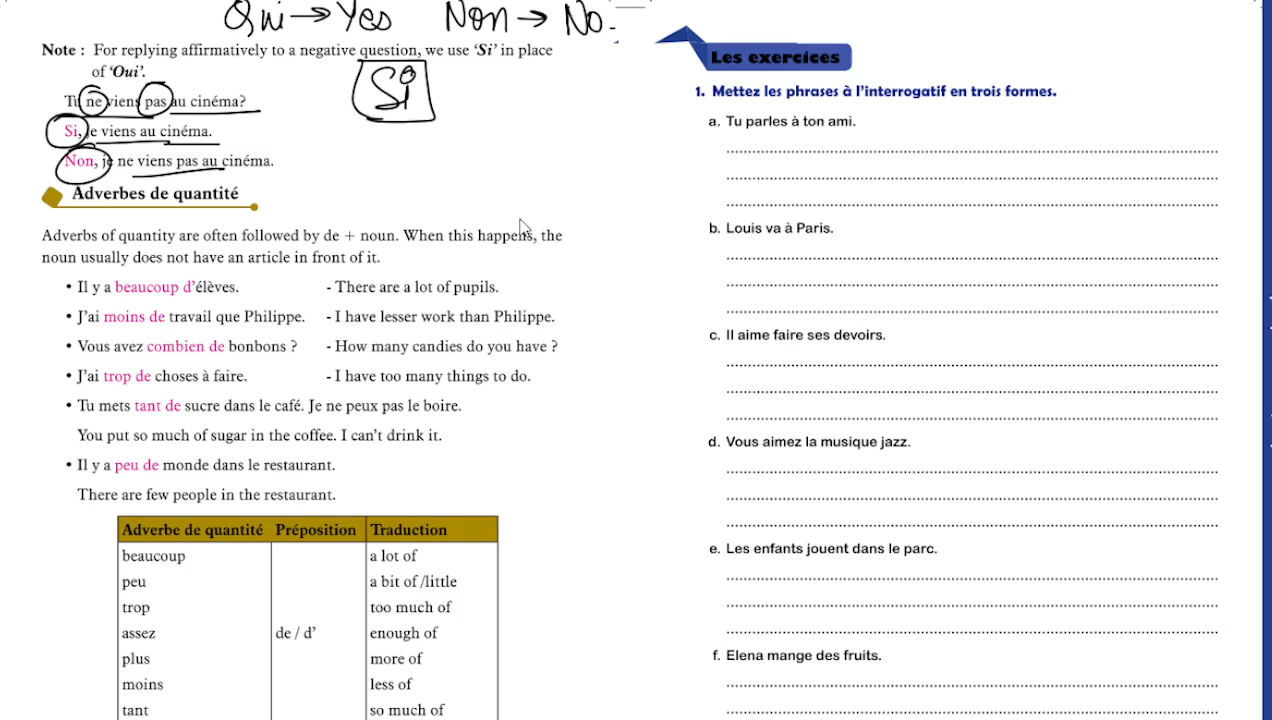 Oui → Yes Non → No.
Note : For replying affirmatively to a negative question, we use ‘Si’ in place
of ‘Oui’.
Si
Tu ne viens pas au cinéma?
Si, je viens au cinéma.
Non, je ne viens pas au cinéma.
Adverbes de quantité
Adverbs of quantity are often followed by de + noun. When this happens, the
noun usually does not have an article in front of it.
• Il y a beaucoup d’élèves. - There are a lot of pupils.
• J’ai moins de travail que Philippe. - I have lesser work than Philippe.
• Vous avez combien de bonbons ? - How many candies do you have ?
• J’ai trop de choses à faire. - I have too many things to do.
• Tu mets tant de sucre dans le café. Je ne peux pas le boire.
You put so much of sugar in the coffee. I can’t drink it.
• Il y a peu de monde dans le restaurant.
There are few people in the restaurant.
Adverbe de quantité Préposition Traduction
beaucoup a lot of
peu a bit of /little
trop too much of
assez de / d’ enough of
plus more of
moins less of
tant so much of
Les exercices
1. Mettez les phrases à l’interrogatif en trois formes.
a. Tu parles à ton ami.
b. Louis va à Paris.
c. Il aime faire ses devoirs.
d. Vous aimez la musique jazz.
e. Les enfants jouent dans le parc.
f. Elena mange des fruits.